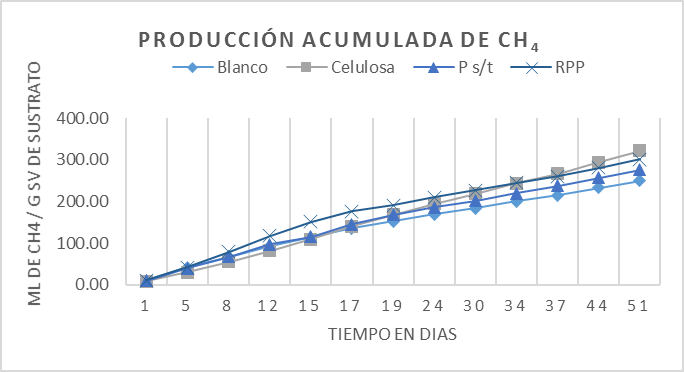 PRODUCCIÓN ACUMULADA DE CH4
Blanco Celulosa P s/t RPP
ML DE CH4 / G SV DE SUSTRATO
400.00
300.00
200.00
100.00
0.00
1 5 8 12 15 17 19 24 30 34 37 44 51
TIEMPO EN DIAS